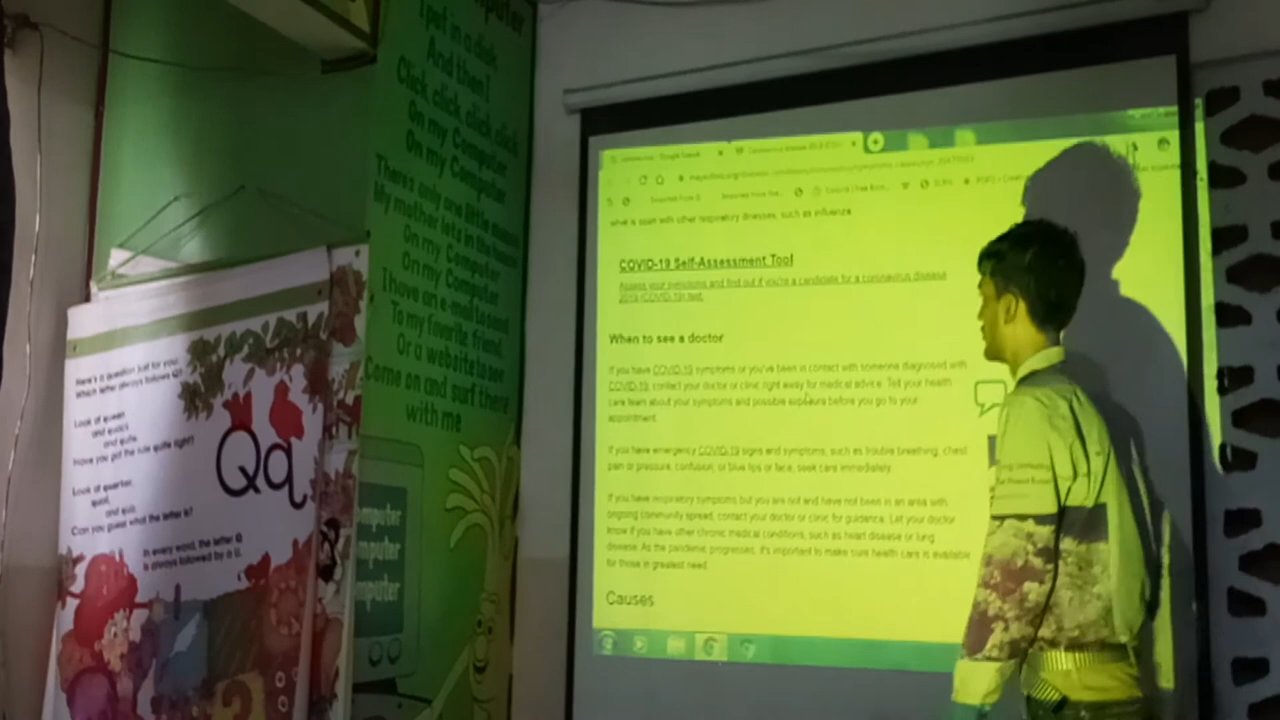 Computer
I put in a disk
And then I
Click, click, click, click
On my Computer
On my Computer
There's only one little mouse
My mother lets in the house
On my Computer
On my Computer
I have an e-mail to send
To my favorite friend
Or a website to see
Come on and surf there
with me
Computer
Computer
Computer
Here's a question just for you.
Which letter always follows Q?
Look at queen
and quack
and quite
Have you got the rule quite right?
Look at quarter,
quail,
and quiz.
Can you guess what the letter is?
In every word, the letter Q
is always followed by a U.
Qq
what is seen with other respiratory illnesses, such as influenza.
COVID-19 Self-Assessment Tool
Assess your symptoms and find out if you're a candidate for a coronavirus disease
2019 (COVID-19) test.
When to see a doctor
If you have COVID-19 symptoms or you've been in contact with someone diagnosed with
COVID-19, contact your doctor or clinic right away for medical advice. Tell your health
care team about your symptoms and possible exposure before you go to your
appointment.
If you have emergency COVID-19 signs and symptoms, such as trouble breathing, chest
pain or pressure, confusion, or blue lips or face, seek care immediately.
If you have respiratory symptoms but you are not and have not been in an area with
ongoing community spread, contact your doctor or clinic for guidance. Let your doctor
know if you have other chronic medical conditions, such as heart disease or lung
disease. As the pandemic progresses, it's important to make sure health care is available
for those in greatest need.
Causes